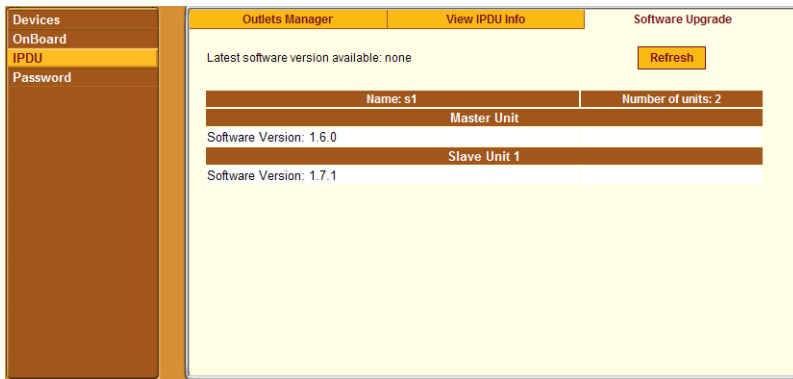 Devices
OnBoard
IPDU
Password
Outlets Manager
View IPDU Info
Software Upgrade
Latest software version available: none
Refresh
Name: s1
Number of units: 2
Master Unit
Software Version: 1.6.0
Slave Unit 1
Software Version: 1.7.1